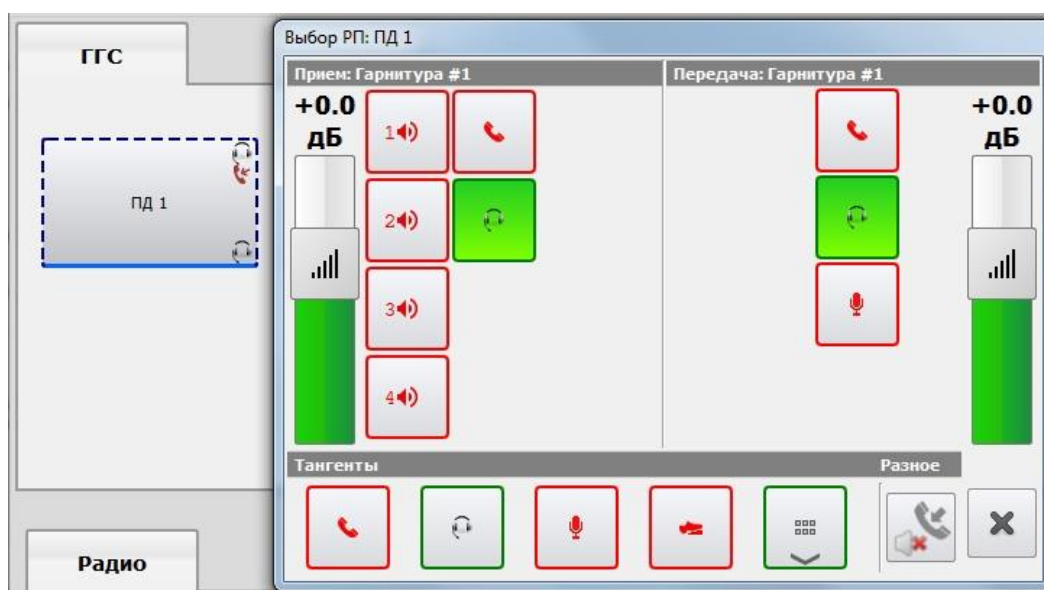 ГГС
ПД 1
Радио
Выбор РП: ПД 1
Прием: Гарнитура #1
Передача: Гарнитура #1
+0.0
дБ
1
2
3
4
+0.0
дБ
Тангенты
Разное